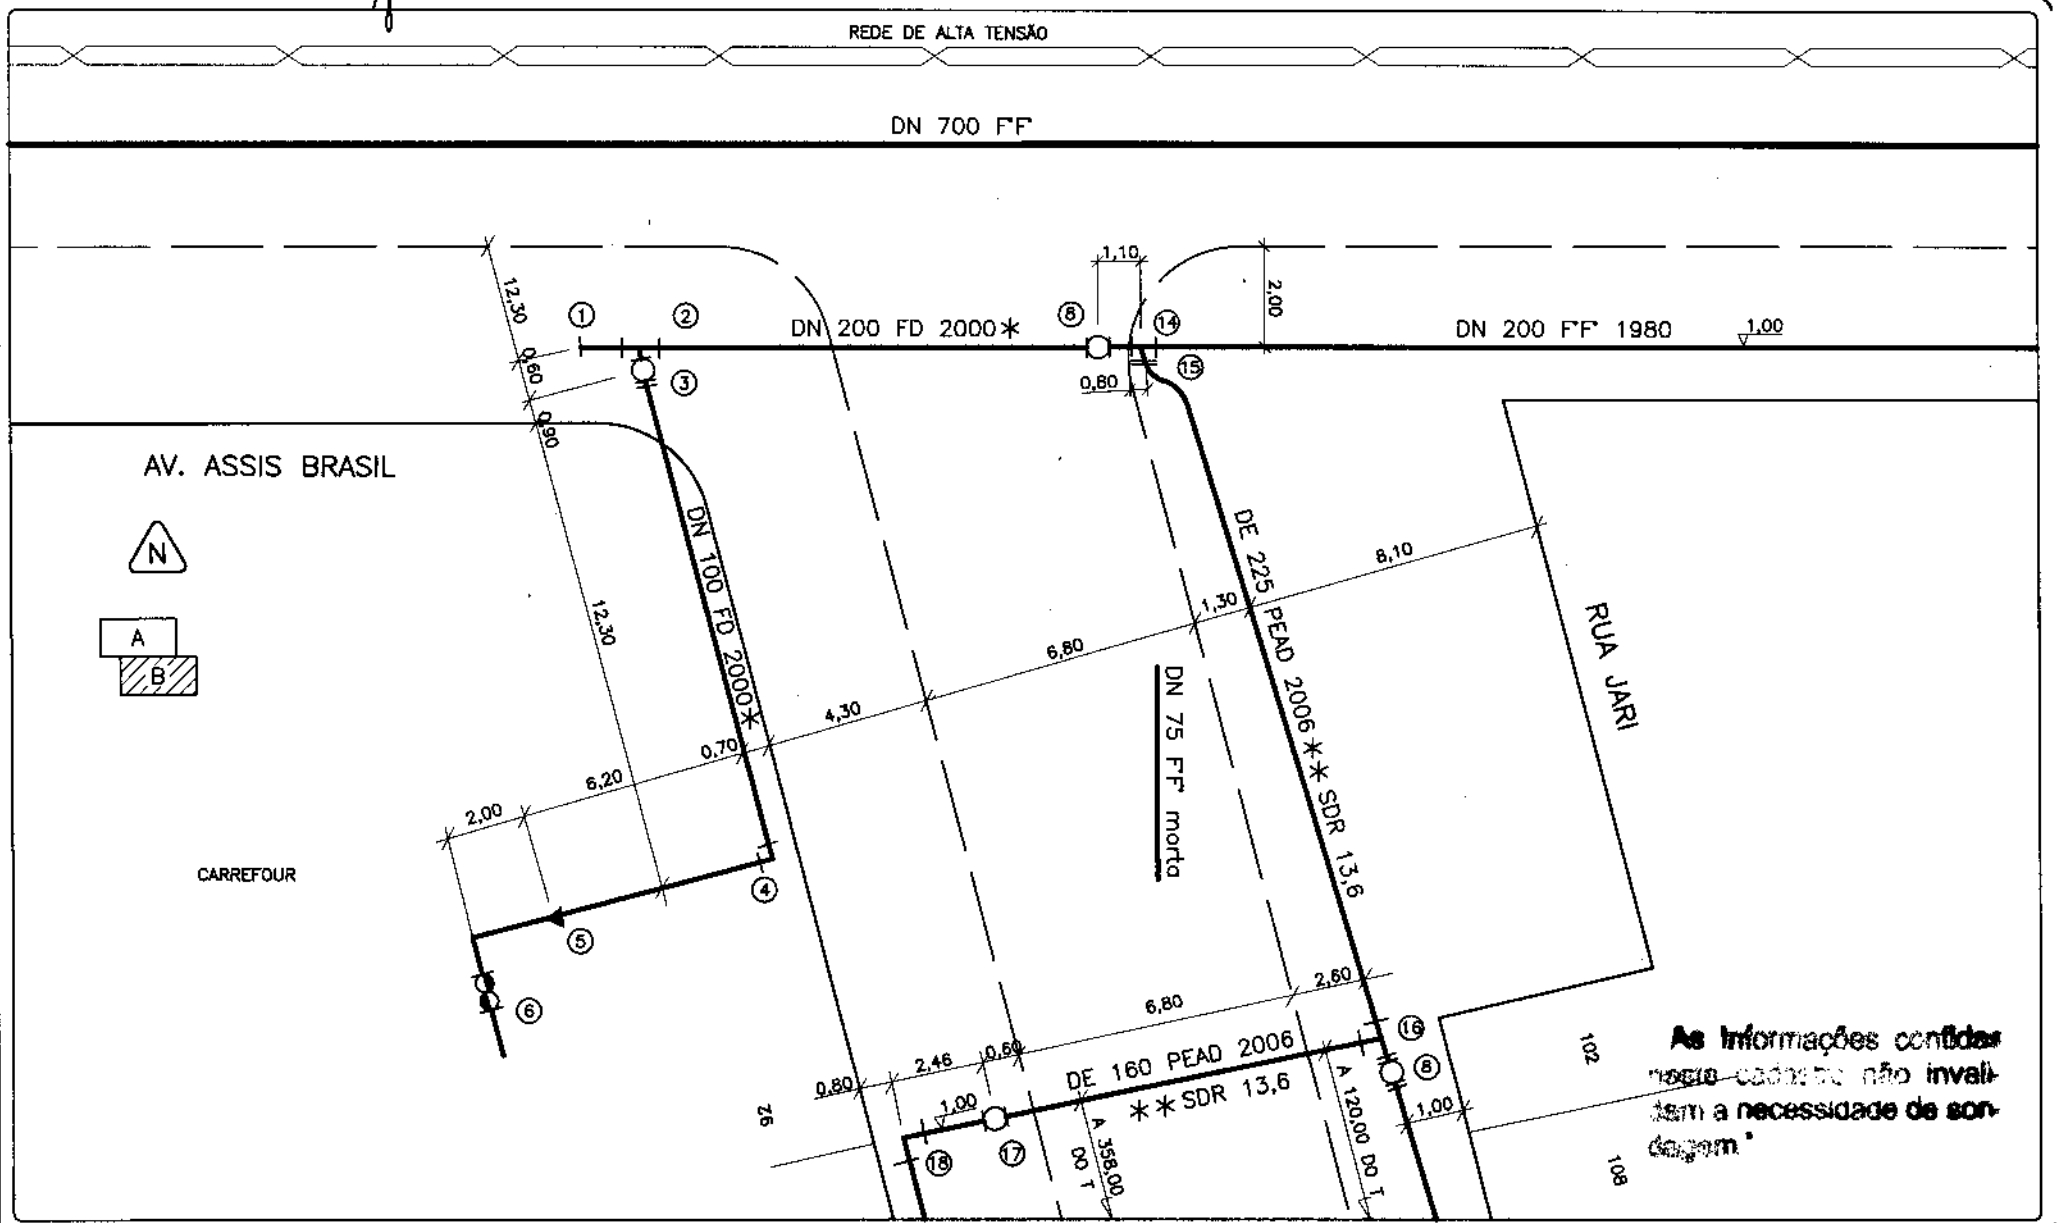 REDE DE ALTA TENSÃO
DN 700 FF
1,10
12,30
2,00
1
2
DN 200 FD 2000*
8
14
DN 200 FF 1980
1,00
0,60
3
0,80
15
0,90
AV. ASSIS BRASIL
N
DN 100 FD 2000*
DE 225 PEAD 2006** SDR 13,6
8,10
1,30
RUA JARI
12,30
A
B
6,80
DN 75 FF morta
4,30
0,70
6,20
2,00
CARREFOUR
4
5
6
2,60
6,80
16
8
As Informações contidas
neste cadastro não invali-
dam a necessidade de son-
dagem"
102
DE 160 PEAD 2006
** SDR 13,6
0,60
2,46
0,80
1,00
1,00
92
18
17
A 358,00
DO T
A 120,00 DO T
108